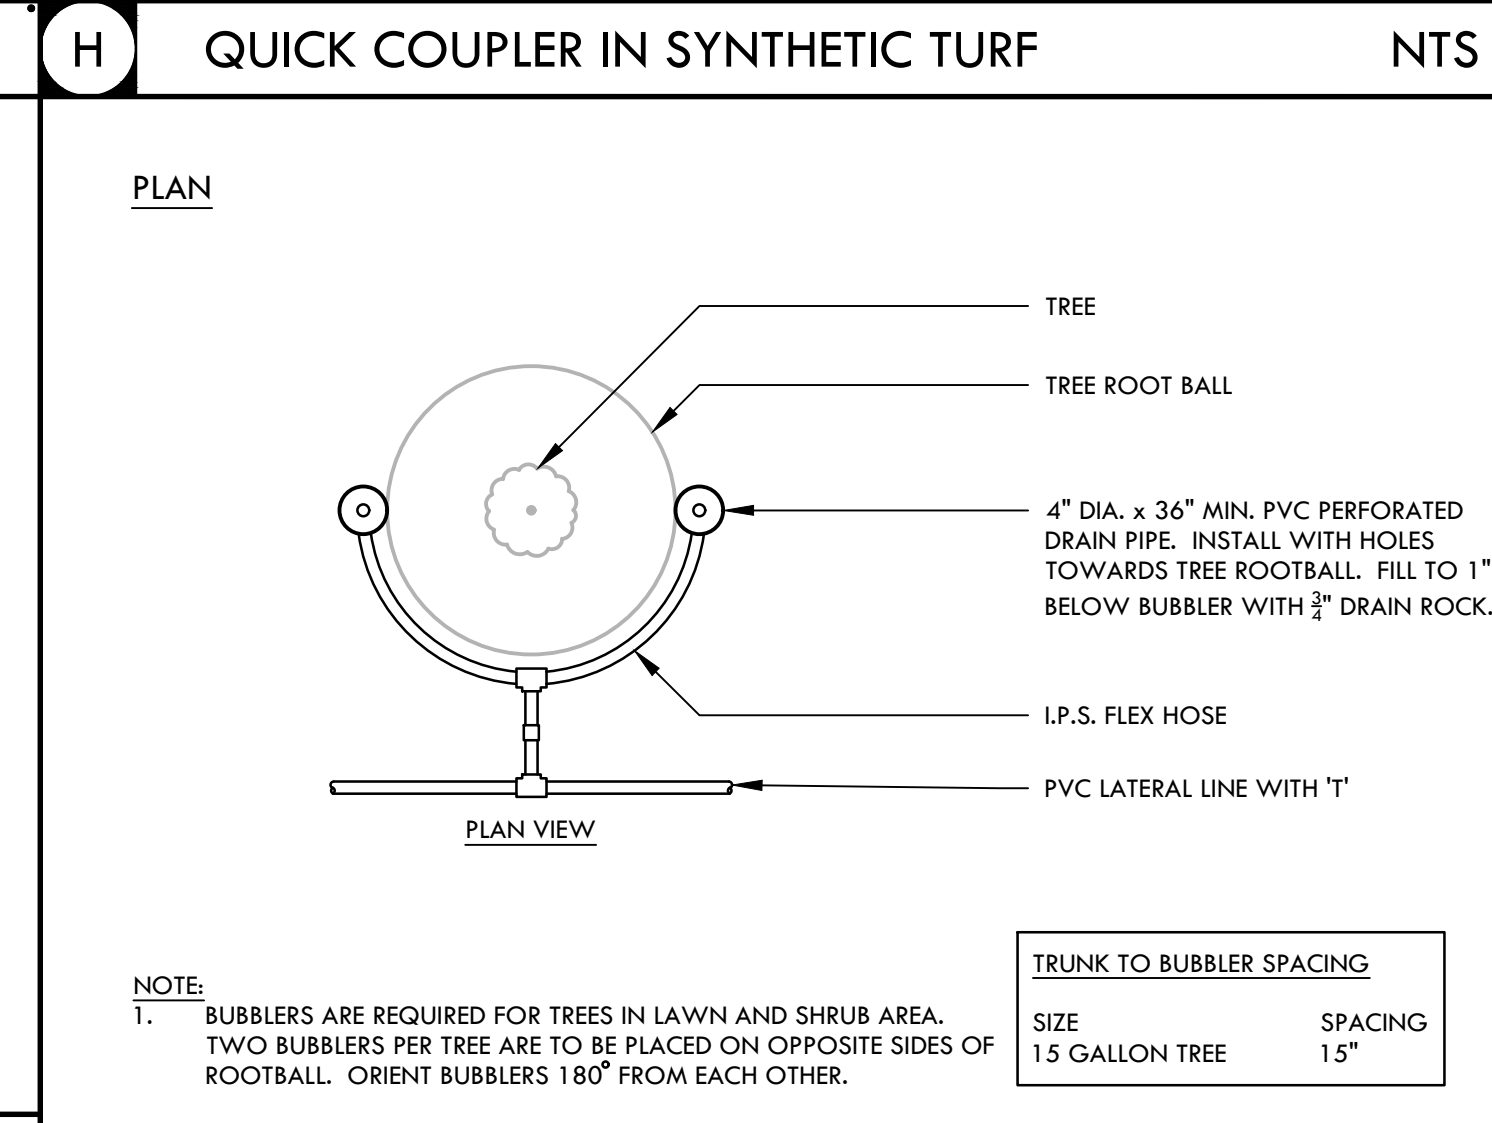 H QUICK COUPLER IN SYNTHETIC TURF NTS
PLAN
TREE
TREE ROOT BALL
4" DIA. x 36" MIN. PVC PERFORATED
DRAIN PIPE. INSTALL WITH HOLES
TOWARDS TREE ROOTBALL. FILL TO 1"
BELOW BUBBLER WITH 3/4" DRAIN ROCK.
I.P.S. FLEX HOSE
PVC LATERAL LINE WITH 'T'
PLAN VIEW
NOTE:
1. BUBBLERS ARE REQUIRED FOR TREES IN LAWN AND SHRUB AREA.
TWO BUBBLERS PER TREE ARE TO BE PLACED ON OPPOSITE SIDES OF
ROOTBALL. ORIENT BUBBLERS 180° FROM EACH OTHER.
TRUNK TO BUBBLER SPACING
SIZE SPACING
15 GALLON TREE 15"